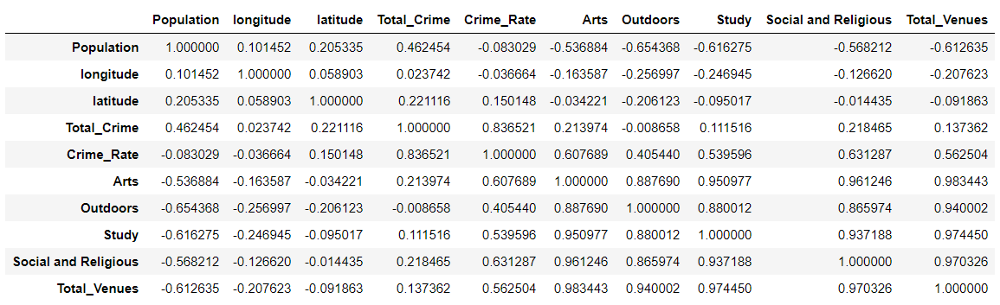 Population longitude latitude Total_Crime Crime_Rate Arts Outdoors Study Social and Religious Total_Venues
Population 1.000000 0.101452 0.205335 0.462454 -0.083029 -0.536884 -0.654368 -0.616275 -0.568212 -0.612635
longitude 0.101452 1.000000 0.058903 0.023742 -0.036664 -0.163587 -0.256997 -0.246945 -0.126620 -0.207623
latitude 0.205335 0.058903 1.000000 0.221116 0.150148 -0.034221 -0.206123 -0.095017 -0.014435 -0.091863
Total_Crime 0.462454 0.023742 0.221116 1.000000 0.836521 0.213974 -0.008658 0.111516 0.218465 0.137362
Crime_Rate -0.083029 -0.036664 0.150148 0.836521 1.000000 0.607689 0.405440 0.539596 0.631287 0.562504
Arts -0.536884 -0.163587 -0.034221 0.213974 0.607689 1.000000 0.887690 0.950977 0.961246 0.983443
Outdoors -0.654368 -0.256997 -0.206123 -0.008658 0.405440 0.887690 1.000000 0.880012 0.865974 0.940002
Study -0.616275 -0.246945 -0.095017 0.111516 0.539596 0.950977 0.880012 1.000000 0.937188 0.974450
Social and Religious -0.568212 -0.126620 -0.014435 0.218465 0.631287 0.961246 0.865974 0.937188 1.000000 0.970326
Total_Venues -0.612635 -0.207623 -0.091863 0.137362 0.562504 0.983443 0.940002 0.974450 0.970326 1.000000